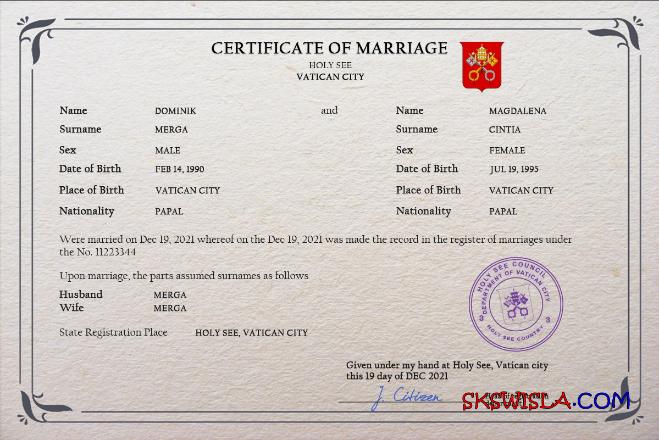 CERTIFICATE OF MARRIAGE
HOLY SEE
VATICAN CITY
Name DOMINIK and Name MAGDALENA
Surname MERGA Surname CINTIA
Sex MALE Sex FEMALE
Date of Birth FEB 14, 1990 Date of Birth JUL 19, 1995
Place of Birth VATICAN CITY Place of Birth VATICAN CITY
Nationality PAPAL Nationality PAPAL
Were married on Dec 19, 2021 whereof on the Dec 19, 2021 was made the record in the register of marriages under
the No. 11223344
Upon marriage, the parts assumed surnames as follows
Husband MERGA
Wife MERGA
State Registration Place HOLY SEE, VATICAN CITY
HOLY SEE COUNCIL
DEPARTMENT OF VATICAN CITY
3 3
HOLY SEE COUNTRY
Given under my hand at Holy See, Vatican city
this 19 day of DEC 2021
J. Citizen
SKSWISLA.COM